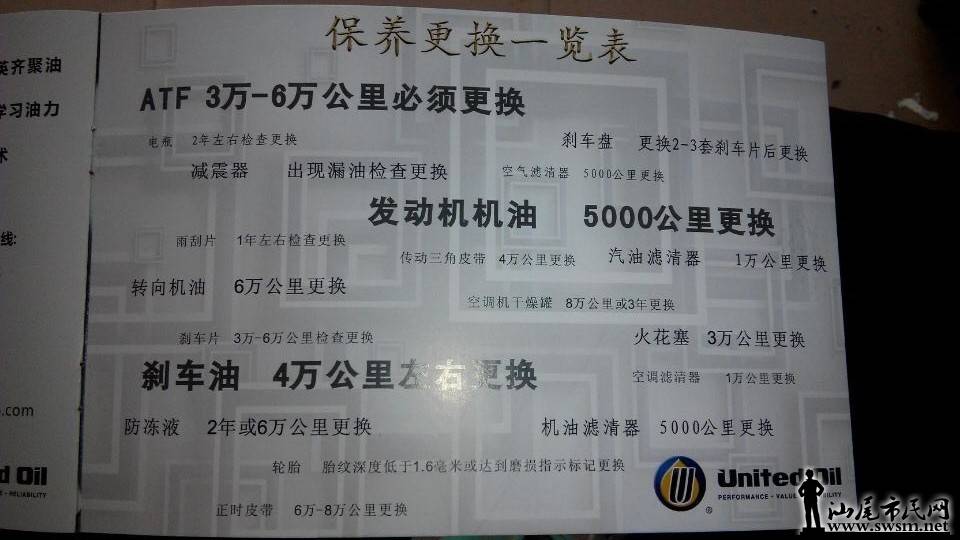 保养更换一览表
英齐聚油
ATF 3万-6万公里必须更换
学习油力
电瓶 2年左右检查更换
刹车盘 更换2-3套刹车片后更换
术
减震器 出现漏油检查更换
空气滤清器 5000公里更换
发动机机油 5000公里更换
线:
雨刮片 1年左右检查更换
传动三角皮带 4万公里更换
汽油滤清器 1万公里更换
转向机油 6万公里更换
空调机干燥罐 8万公里或3年更换
刹车片 3万-6万公里检查更换
火花塞 3万公里更换
刹车油 4万公里左右更换
空调滤清器 1万公里更换
.com
防冻液 2年或6万公里更换
机油滤清器 5000公里更换
轮胎 胎纹深度低于1.6毫米或达到磨损指示标记更换
d Oil
- RELIABILITY
United Oil
PERFORMANCE - VALUE
正时皮带 6万-8万公里更换
汕尾市民网
www.swsm.net